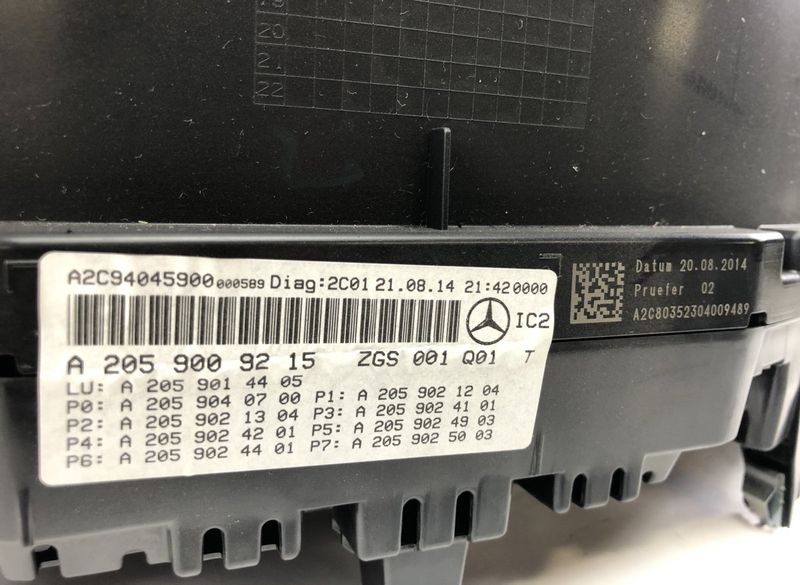 20
21
22
A2C94045900 000589 Diag:2C01 21.08.14 21:420000
IC2
A 205 900 92 15 ZGS 001 Q01 T
LU: A 205 901 44 05
P0: A 205 904 07 00 P1: A 205 902 12 04
P2: A 205 902 13 04 P3: A 205 902 41 01
P4: A 205 902 42 01 P5: A 205 902 49 03
P6: A 205 902 44 01 P7: A 205 902 50 03
Datum 20.08.2014
Pruefer 02
A2C80352304009489